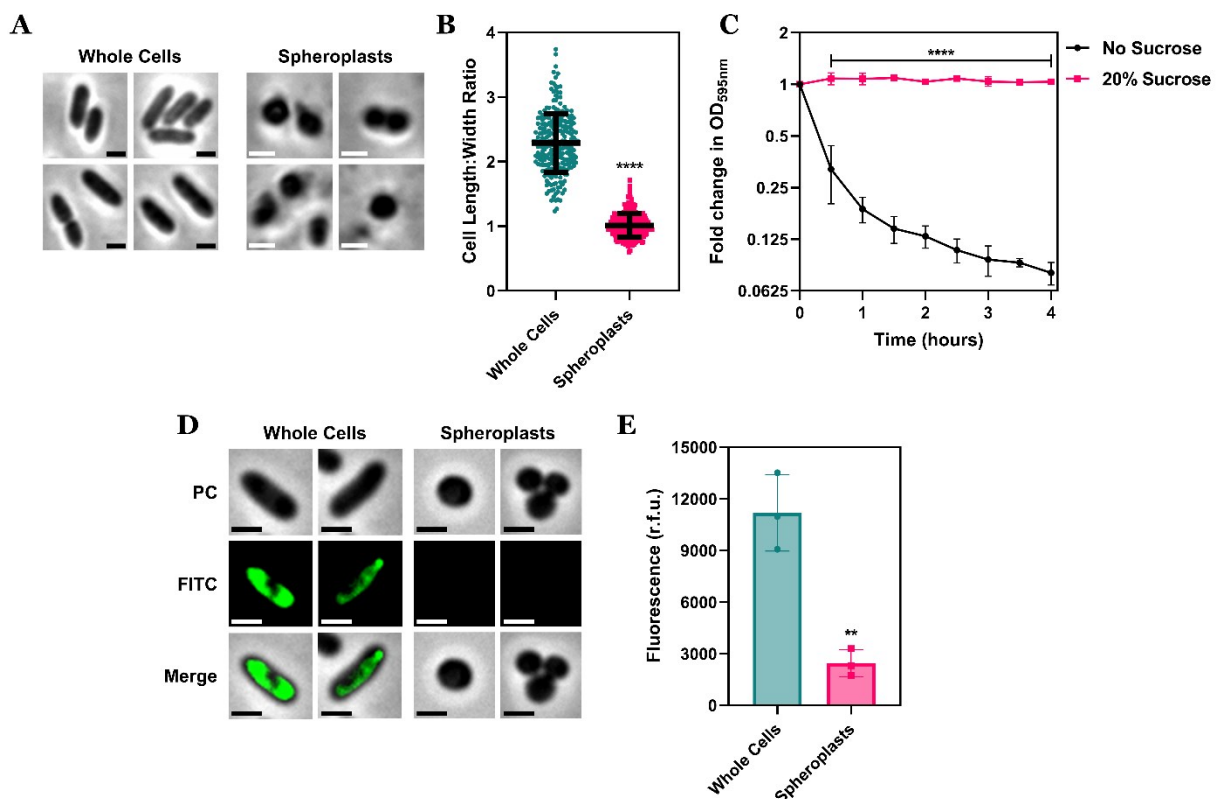 A
Whole Cells
Spheroplasts
B
Cell Length:Width Ratio
4
3
2
1
0
Whole Cells
Spheroplasts
****
C
Fold change in OD595nm
2
1
0.5
0.25
0.125
0.0625
0
1
2
3
4
Time (hours)
****
No Sucrose
20% Sucrose
D
Whole Cells
Spheroplasts
PC
FITC
Merge
E
Fluorescence (r.f.u.)
15000
12000
9000
6000
3000
0
**
Whole Cells
Spheroplasts